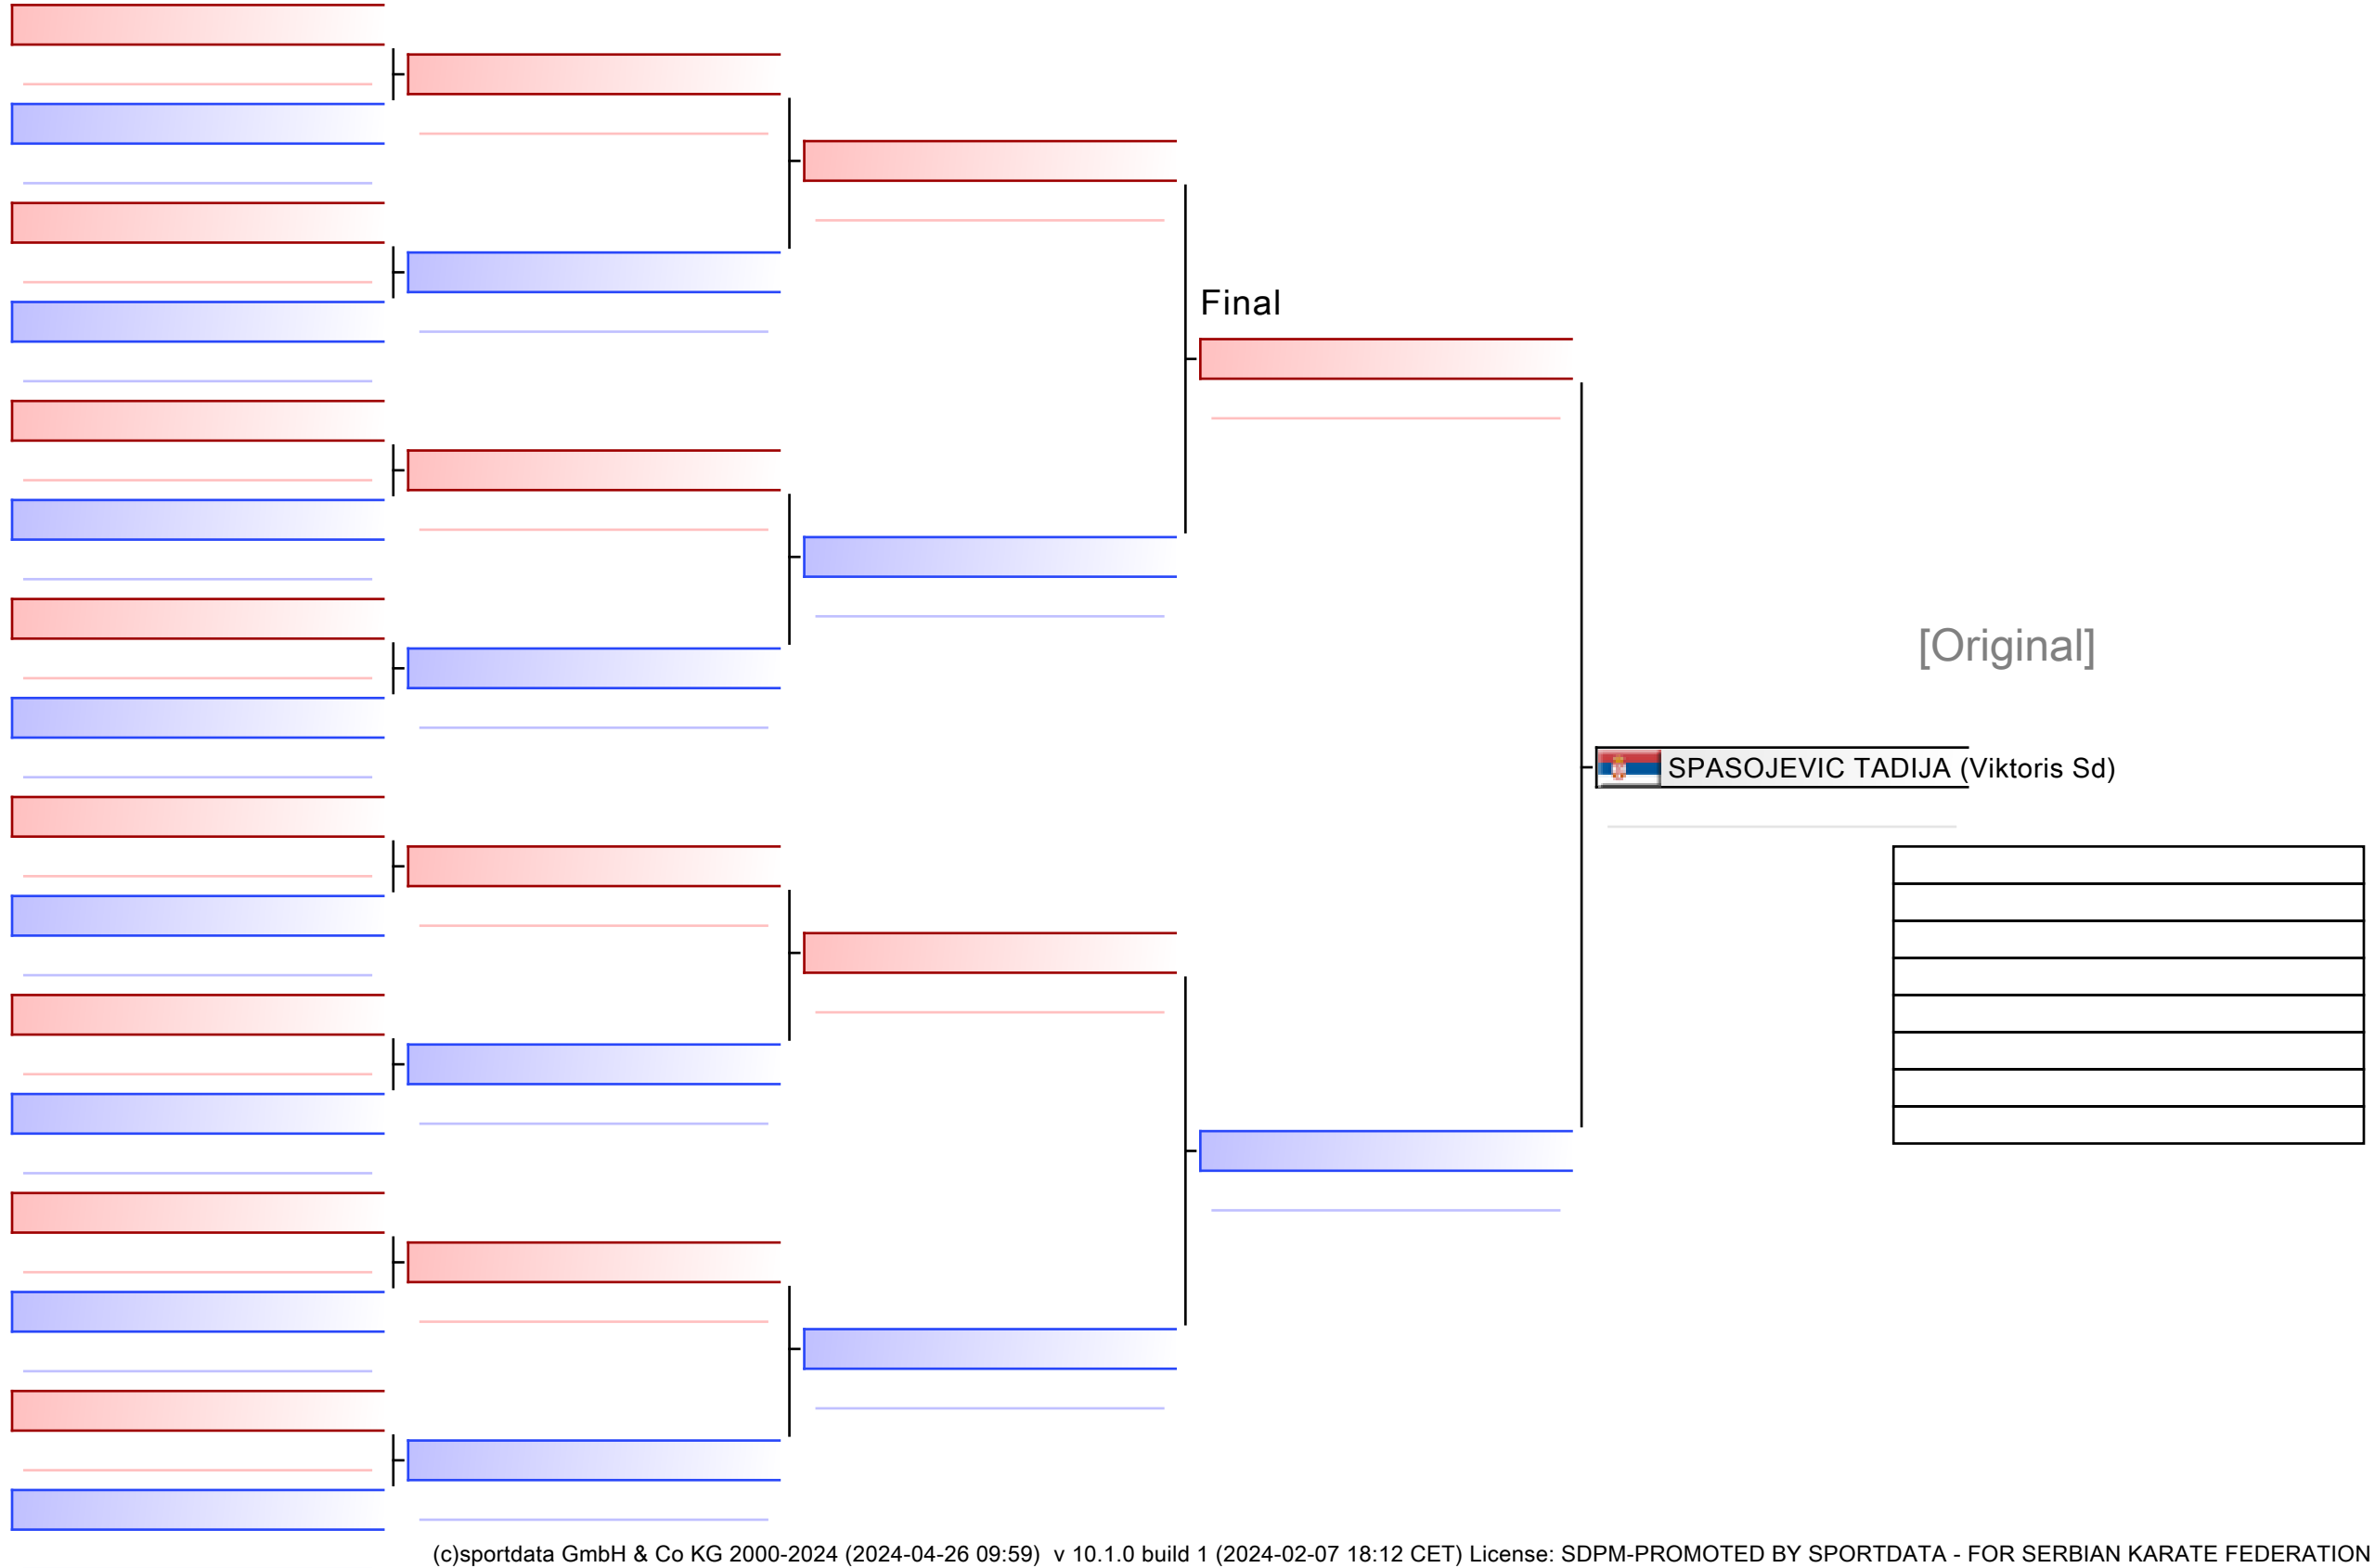 Final
[Original]
SPASOJEVIC TADIJA (Viktoris Sd)
(c)sportdata GmbH & Co KG 2000-2024 (2024-04-26 09:59)  v 10.1.0 build 1 (2024-02-07 18:12 CET) License: SDPM-PROMOTED BY SPORTDATA - FOR SERBIAN KARATE FEDERATION